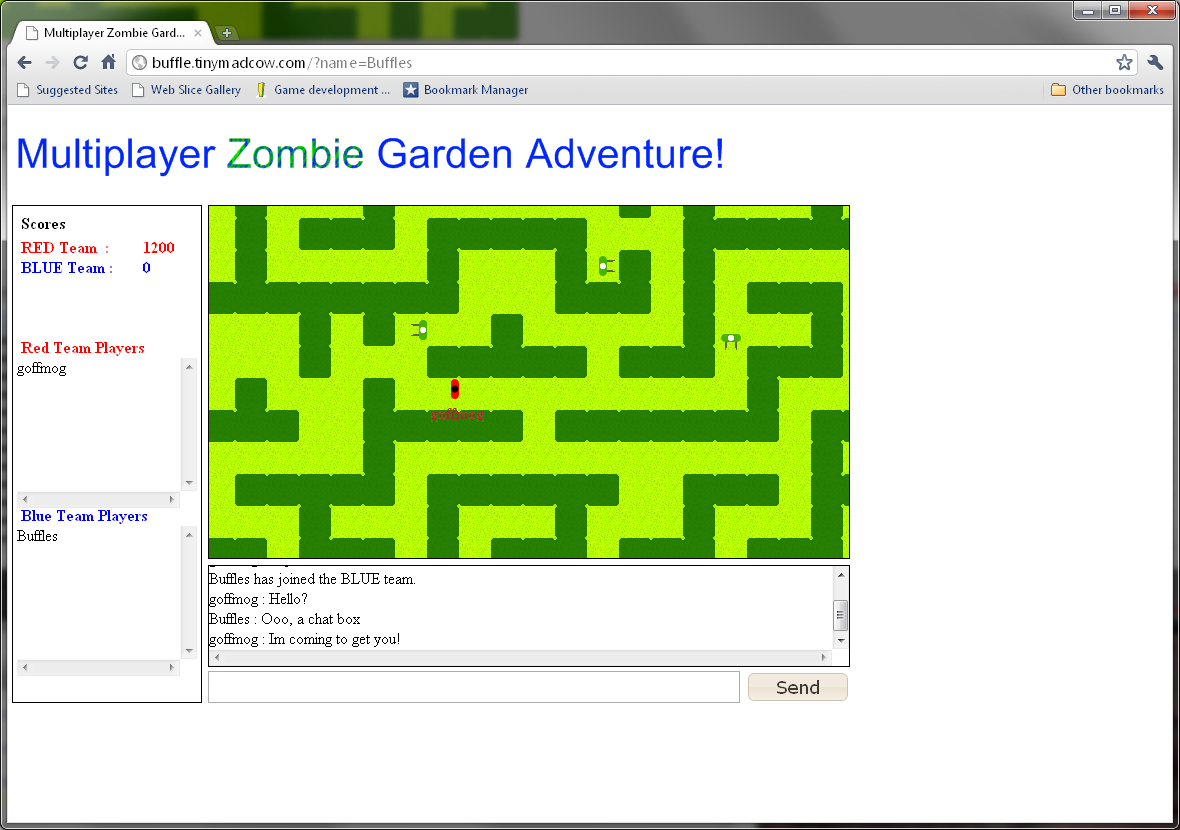 Multiplayer Zombie Gard...
buffle.tinymadcow.com/?name=Buffles
Suggested Sites Web Slice Gallery Game development ... Bookmark Manager Other bookmarks
Multiplayer Zombie Garden Adventure!
Scores
RED Team : 1200
BLUE Team : 0
Red Team Players
goffmog
Blue Team Players
Buffles
goffmog
Buffles has joined the BLUE team.
goffmog : Hello?
Buffles : Ooo, a chat box
goffmog : Im coming to get you!
Send